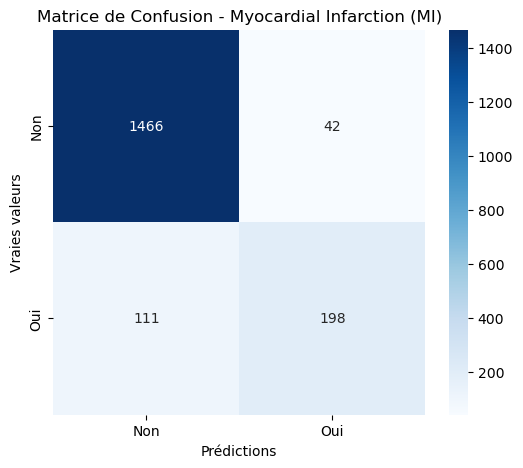 Matrice de Confusion - Myocardial Infarction (MI)
Non
1466
42
Oui
111
198
Vraies valeurs
Non
Oui
Prédictions
1400
1200
1000
800
600
400
200